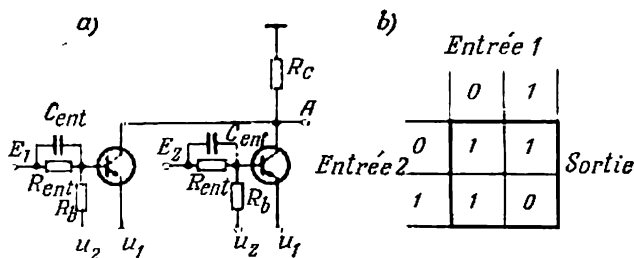 a)
R_c
A
C_ent
E_1
R_ent
R_b
u_2
u_1
C_ent
E_2
R_ent
R_b
u_2
u_1
b)
Entrée 1
0 1
Entrée 2
0 1 1
1 1 0
Sortie